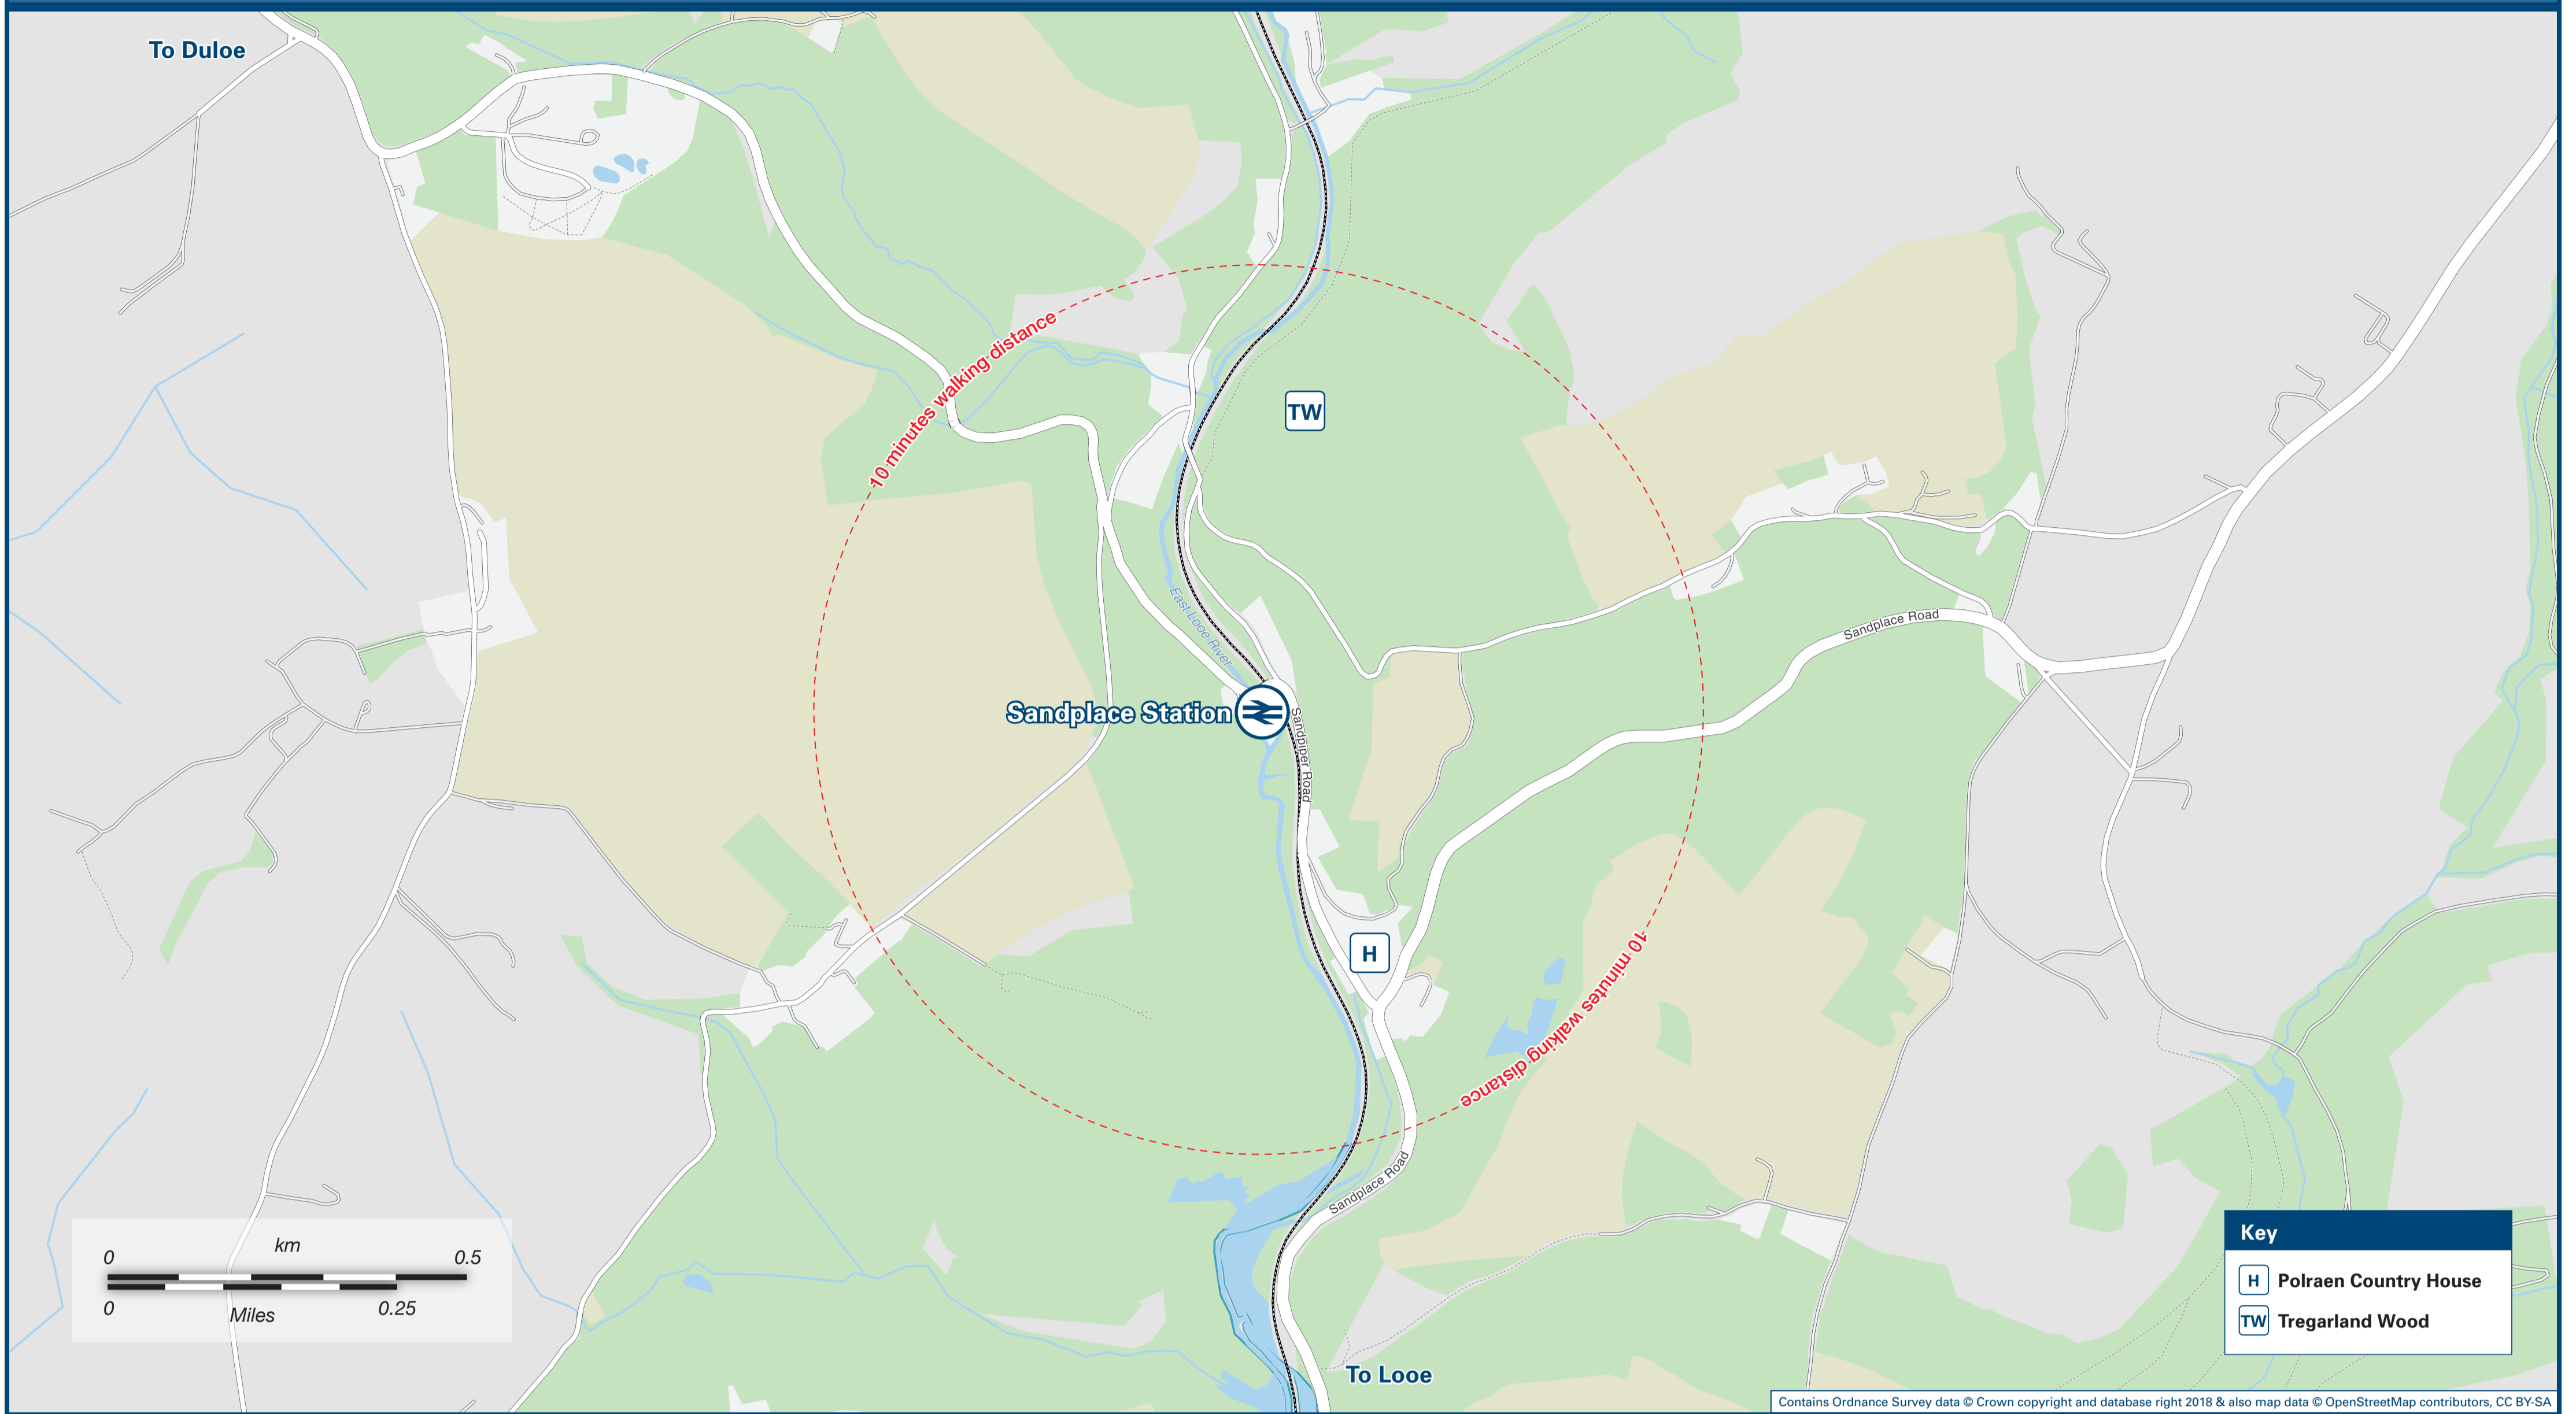 To Duloe
10 minutes walking distance
TW
East Looe River
Sandplace Road
Sandplace Station
Sandpiper Road
H
10 minutes walking distance
Sandplace Road
km
0 0.5
0 0.25
Miles
To Looe
Key
H Polraen Country House
TW Tregarland Wood
Contains Ordnance Survey data © Crown copyright and database right 2018 & also map data © OpenStreetMap contributors, CC BY-SA